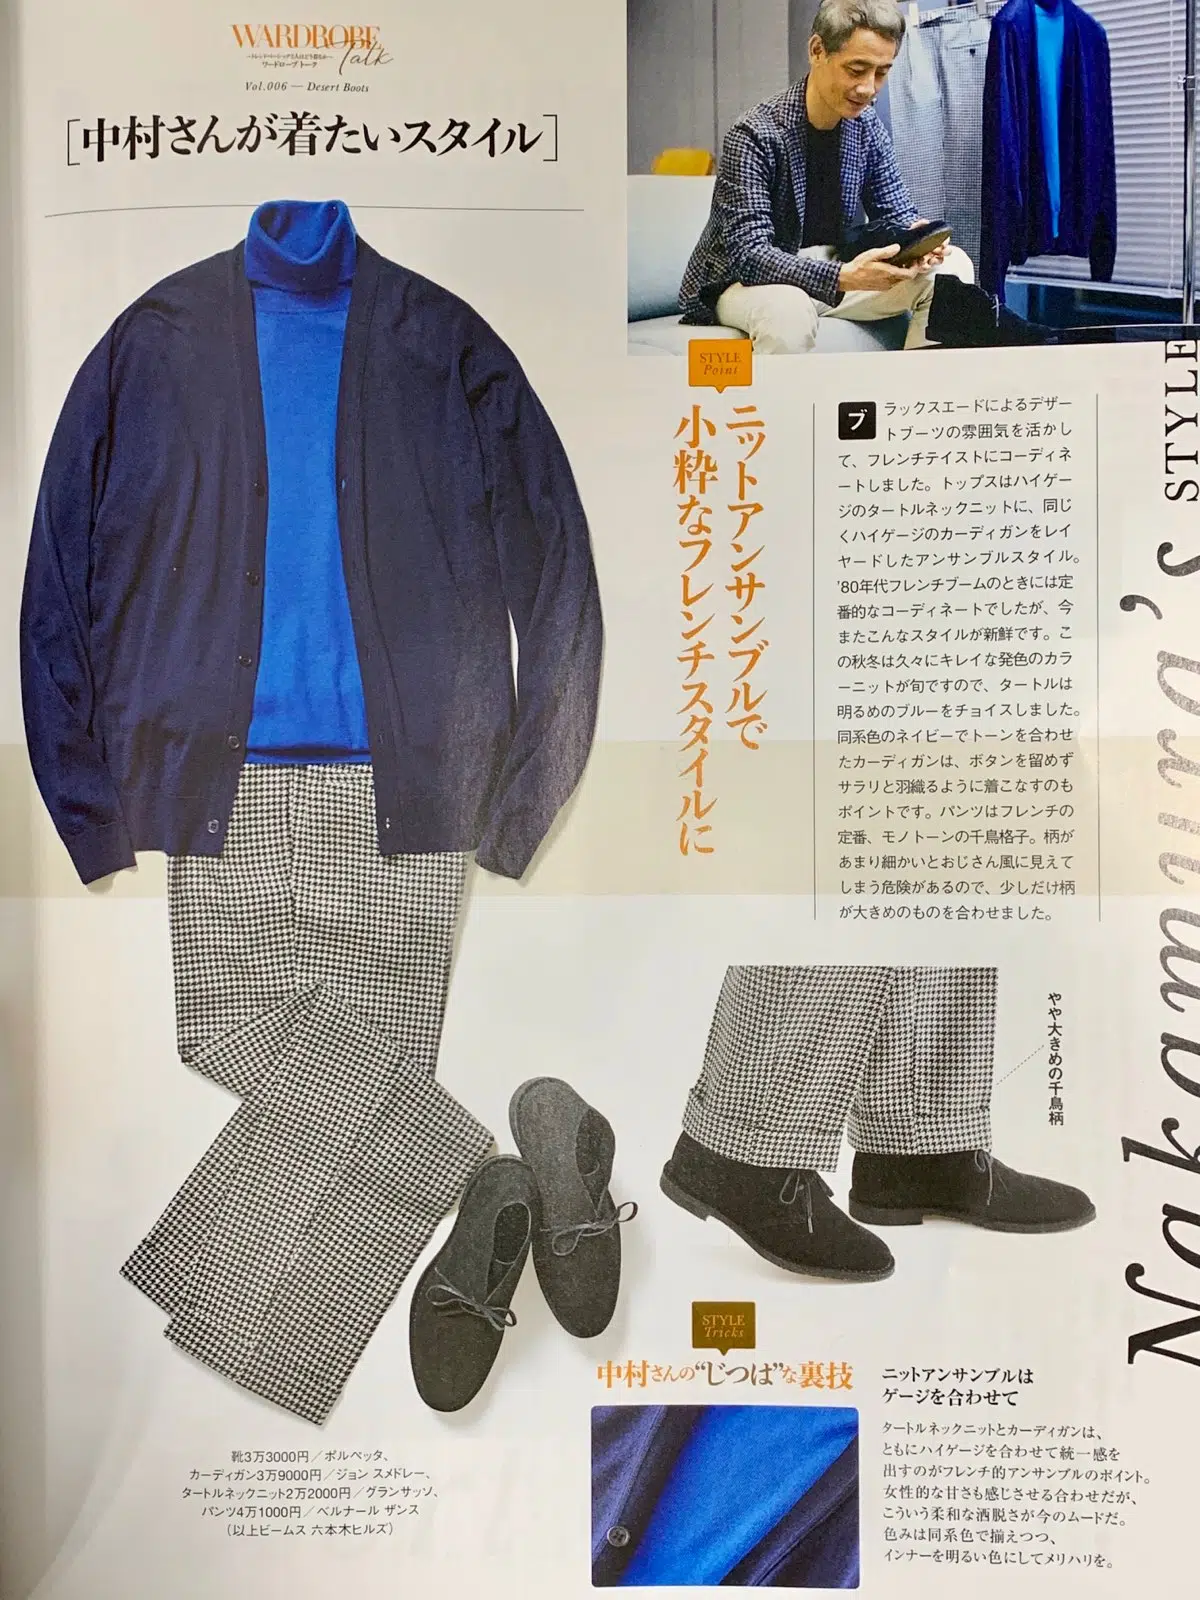 WARDROBE
Talk
ワードローブ トーク
Vol.006 — Desert Boots
［中村さんが着たいスタイル］
STYLE
Point
ニットアンサンブルで
小粋なフレンチスタイルに
ブラックスエードによるデザー
トブーツの雰囲気を活かし
て、フレンチテイストにコーディネ
ートしました。トップスはハイゲー
ジのタートルネックニットに、同じ
くハイゲージのカーディガンをレイ
ヤードしたアンサンブルスタイル。
'80年代フレンチブームのときには定
番的なコーディネートでしたが、今
またこんなスタイルが新鮮です。こ
の秋冬は久々にキレイな発色のカラ
ーニットが旬ですので、タートルは
明るめのブルーをチョイスしました。
同系色のネイビーでトーンを合わせ
たカーディガンは、ボタンを留めず
サラリと羽織るように着こなすのも
ポイントです。パンツはフレンチの
定番、モノトーンの千鳥格子。柄が
あまり細かいとおじさん風に見えて
しまう危険があるので、少しだけ柄
が大きめのものを合わせました。
STYLE
Nakamura's
やや大きめの千鳥柄
STYLE
Tricks
中村さんの“じつは”な裏技
ニットアンサンブルは
ゲージを合わせて
タートルネックニットとカーディガンは、
ともにハイゲージを合わせて統一感を
出すのがフレンチ的アンサンブルのポイント。
女性的な甘さも感じさせる合わせだが、
こういう柔和な洒脱さが今のムードだ。
色みは同系色で揃えつつ、
インナーを明るい色にしてメリハリを。
靴3万3000円／ポルペッタ、
カーディガン3万9000円／ジョン スメドレー、
タートルネックニット2万2000円／グランサッソ、
パンツ4万1000円／ベルナール ザンス
（以上ビームス 六本木ヒルズ）